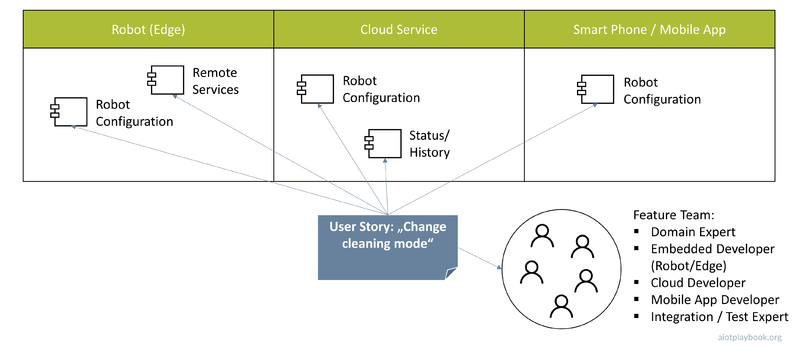 Robot (Edge)
Cloud Service
Smart Phone / Mobile App
Remote
Services
Robot
Configuration
Robot
Configuration
Status/
History
Robot
Configuration
User Story: „Change
cleaning mode“
Feature Team:
▪ Domain Expert
▪ Embedded Developer
(Robot/Edge)
▪ Cloud Developer
▪ Mobile App Developer
▪ Integration / Test Expert
aiotplaybook.org